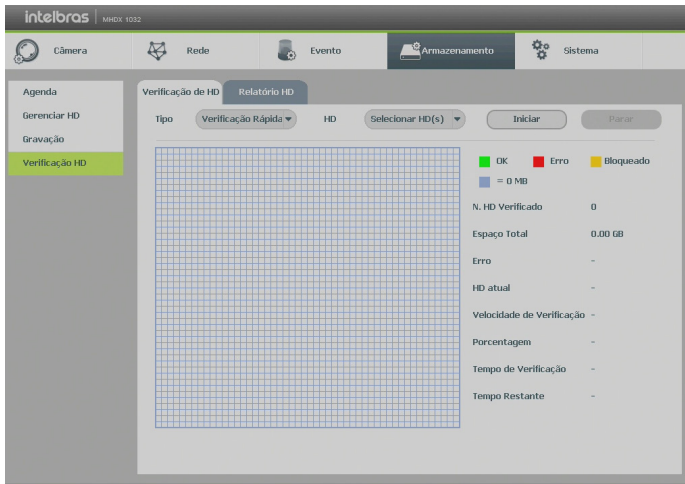 intelbras MHDX 1032
Câmera Rede Evento Armazenamento Sistema
Agenda
Gerenciar HD
Gravação
Verificação HD
Verificação de HD Relatório HD
Tipo Verificação Rápida HD Selecionar HD(s) Iniciar Parar
OK Erro Bloqueado
= 0 MB
N. HD Verificado 0
Espaço Total 0.00 GB
Erro -
HD atual -
Velocidade de Verificação -
Porcentagem -
Tempo de Verificação -
Tempo Restante -